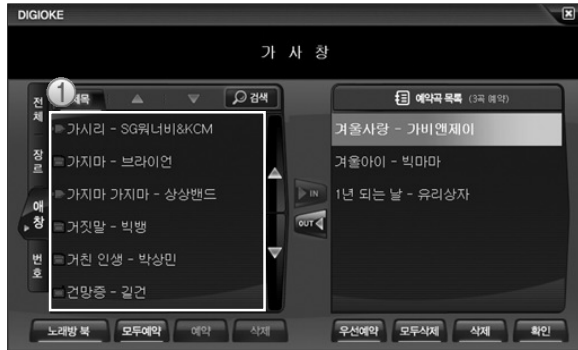 DIGIOKE
가 사 창
전체
장르
애창
번호
1
제목
검색
가시리 - SG워너비&KCM
가지마 - 브라이언
가지마 가지마 - 상상밴드
거짓말 - 빅뱅
거친 인생 - 박상민
건망증 - 길건
IN
OUT
예약곡 목록 (3곡 예약)
겨울사랑 - 가비앤제이
겨울아이 - 빅마마
1년 되는 날 - 유리상자
노래방 북 모두예약 예약 삭제
우선예약 모두삭제 삭제 확인